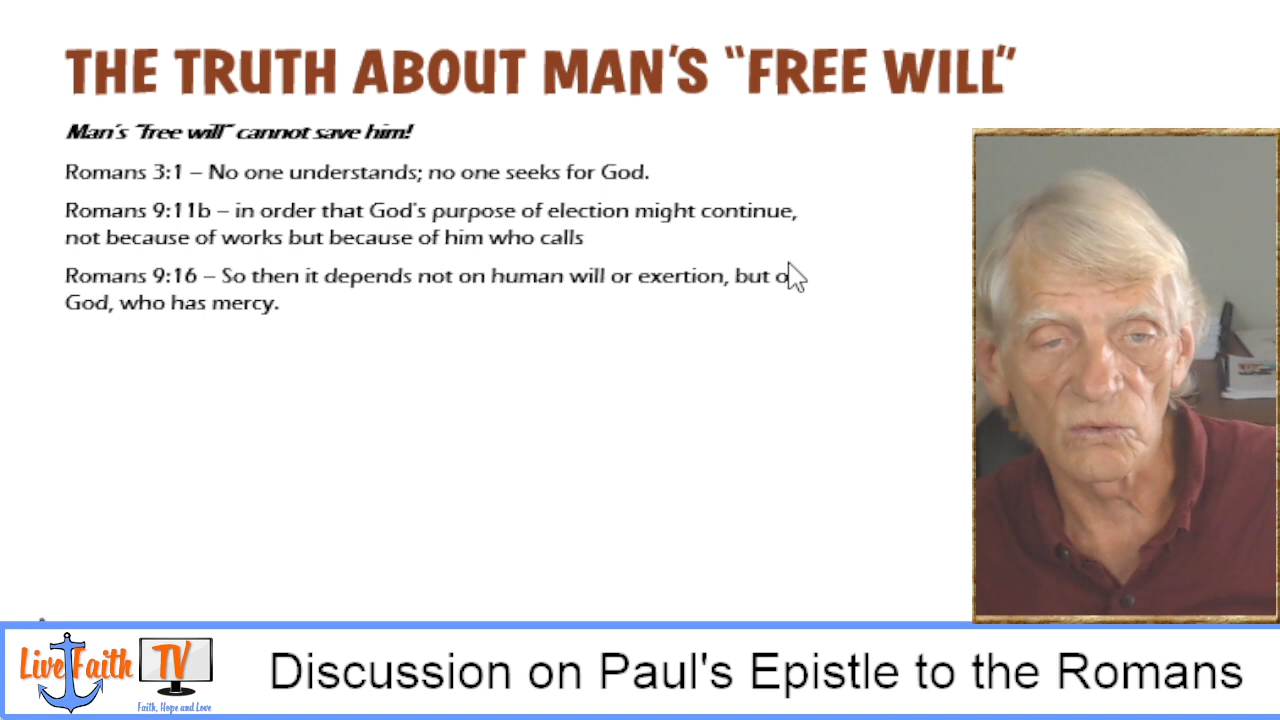 THE TRUTH ABOUT MAN'S "FREE WILL"
Man's "free will" cannot save him!
Romans 3:1 – No one understands; no one seeks for God.
Romans 9:11b – in order that God's purpose of election might continue,
not because of works but because of him who calls
Romans 9:16 – So then it depends not on human will or exertion, but o
God, who has mercy.
Live Faith TV
Faith, Hope and Love
Discussion on Paul's Epistle to the Romans